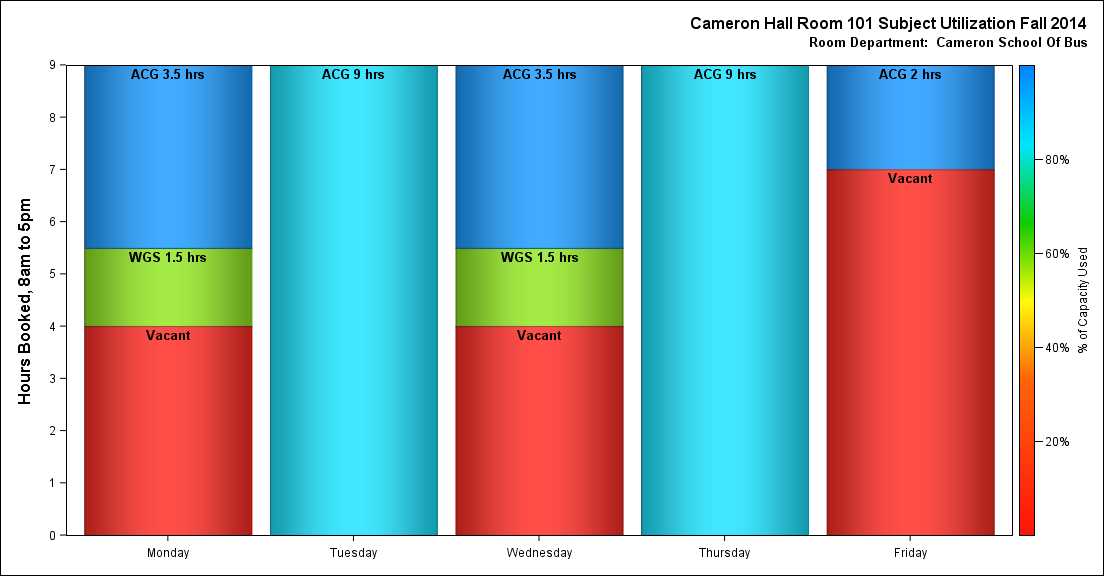 Cameron Hall Room 101 Subject Utilization Fall 2014
Room Department:  Cameron School Of Bus
Hours Booked, 8am to 5pm
9
8
7
6
5
4
3
2
1
0
ACG 3.5 hrs
WGS 1.5 hrs
Vacant
ACG 9 hrs
ACG 3.5 hrs
WGS 1.5 hrs
Vacant
ACG 9 hrs
ACG 2 hrs
Vacant
Monday
Tuesday
Wednesday
Thursday
Friday
80%
60%
40%
20%
% of Capacity Used